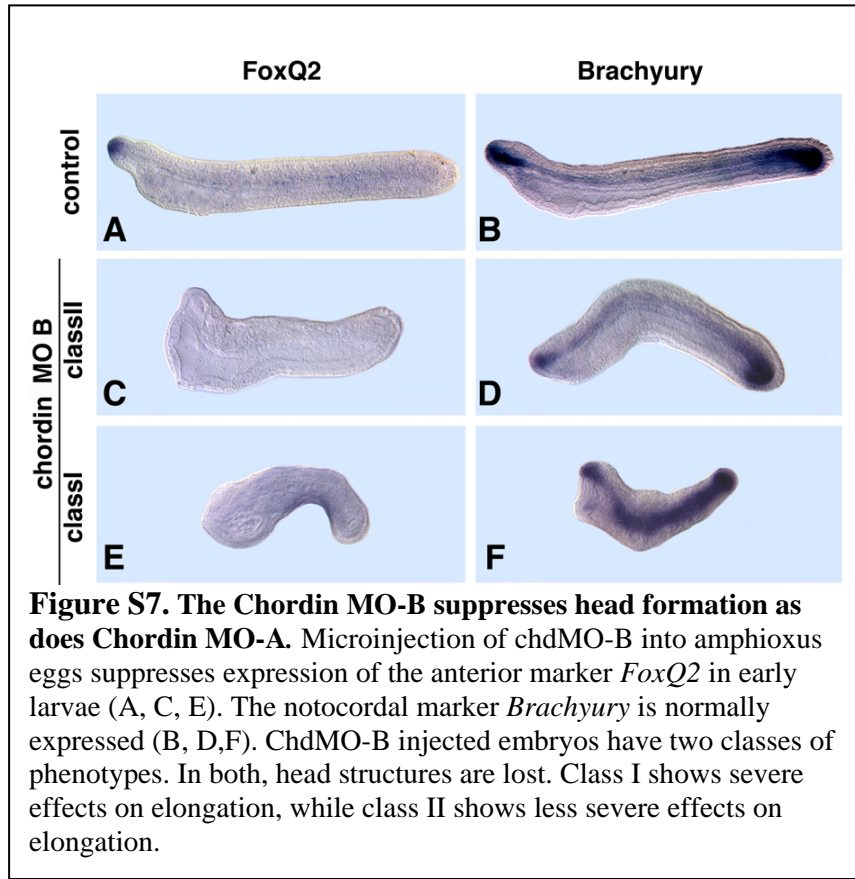 FoxQ2 Brachyury
control
A B
chordin MO B
classII
C D
classI
E F
Figure S7. The Chordin MO-B suppresses head formation as
does Chordin MO-A. Microinjection of chdMO-B into amphioxus
eggs suppresses expression of the anterior marker FoxQ2 in early
larvae (A, C, E). The notocordal marker Brachyury is normally
expressed (B, D,F). ChdMO-B injected embryos have two classes of
phenotypes. In both, head structures are lost. Class I shows severe
effects on elongation, while class II shows less severe effects on
elongation.